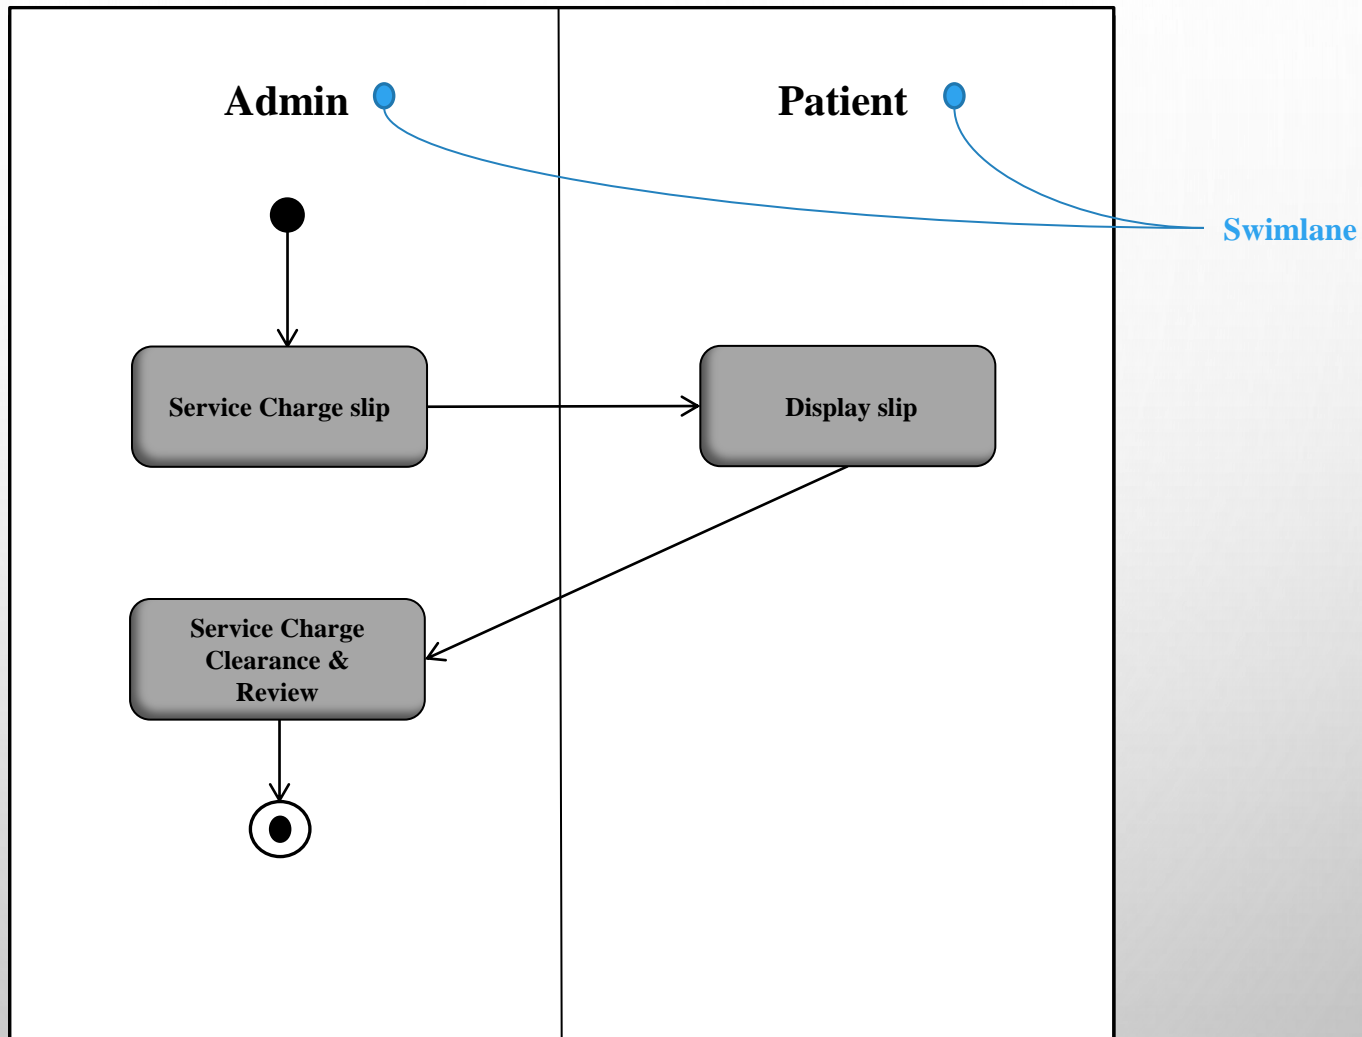 Admin
Patient
Swimlane
Service Charge slip
Display slip
Service Charge
Clearance &
Review